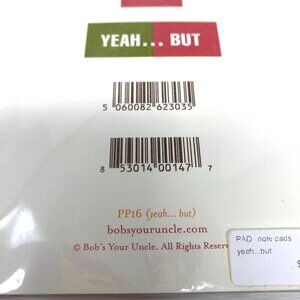 YEAH... BUT
5 060082 623035
8 53014 00147 7
PP16 (yeah... but)
bobsyouruncle.com
© Bob's Your Uncle. All Rights Reserv
PAD note pads
yeah...but
$